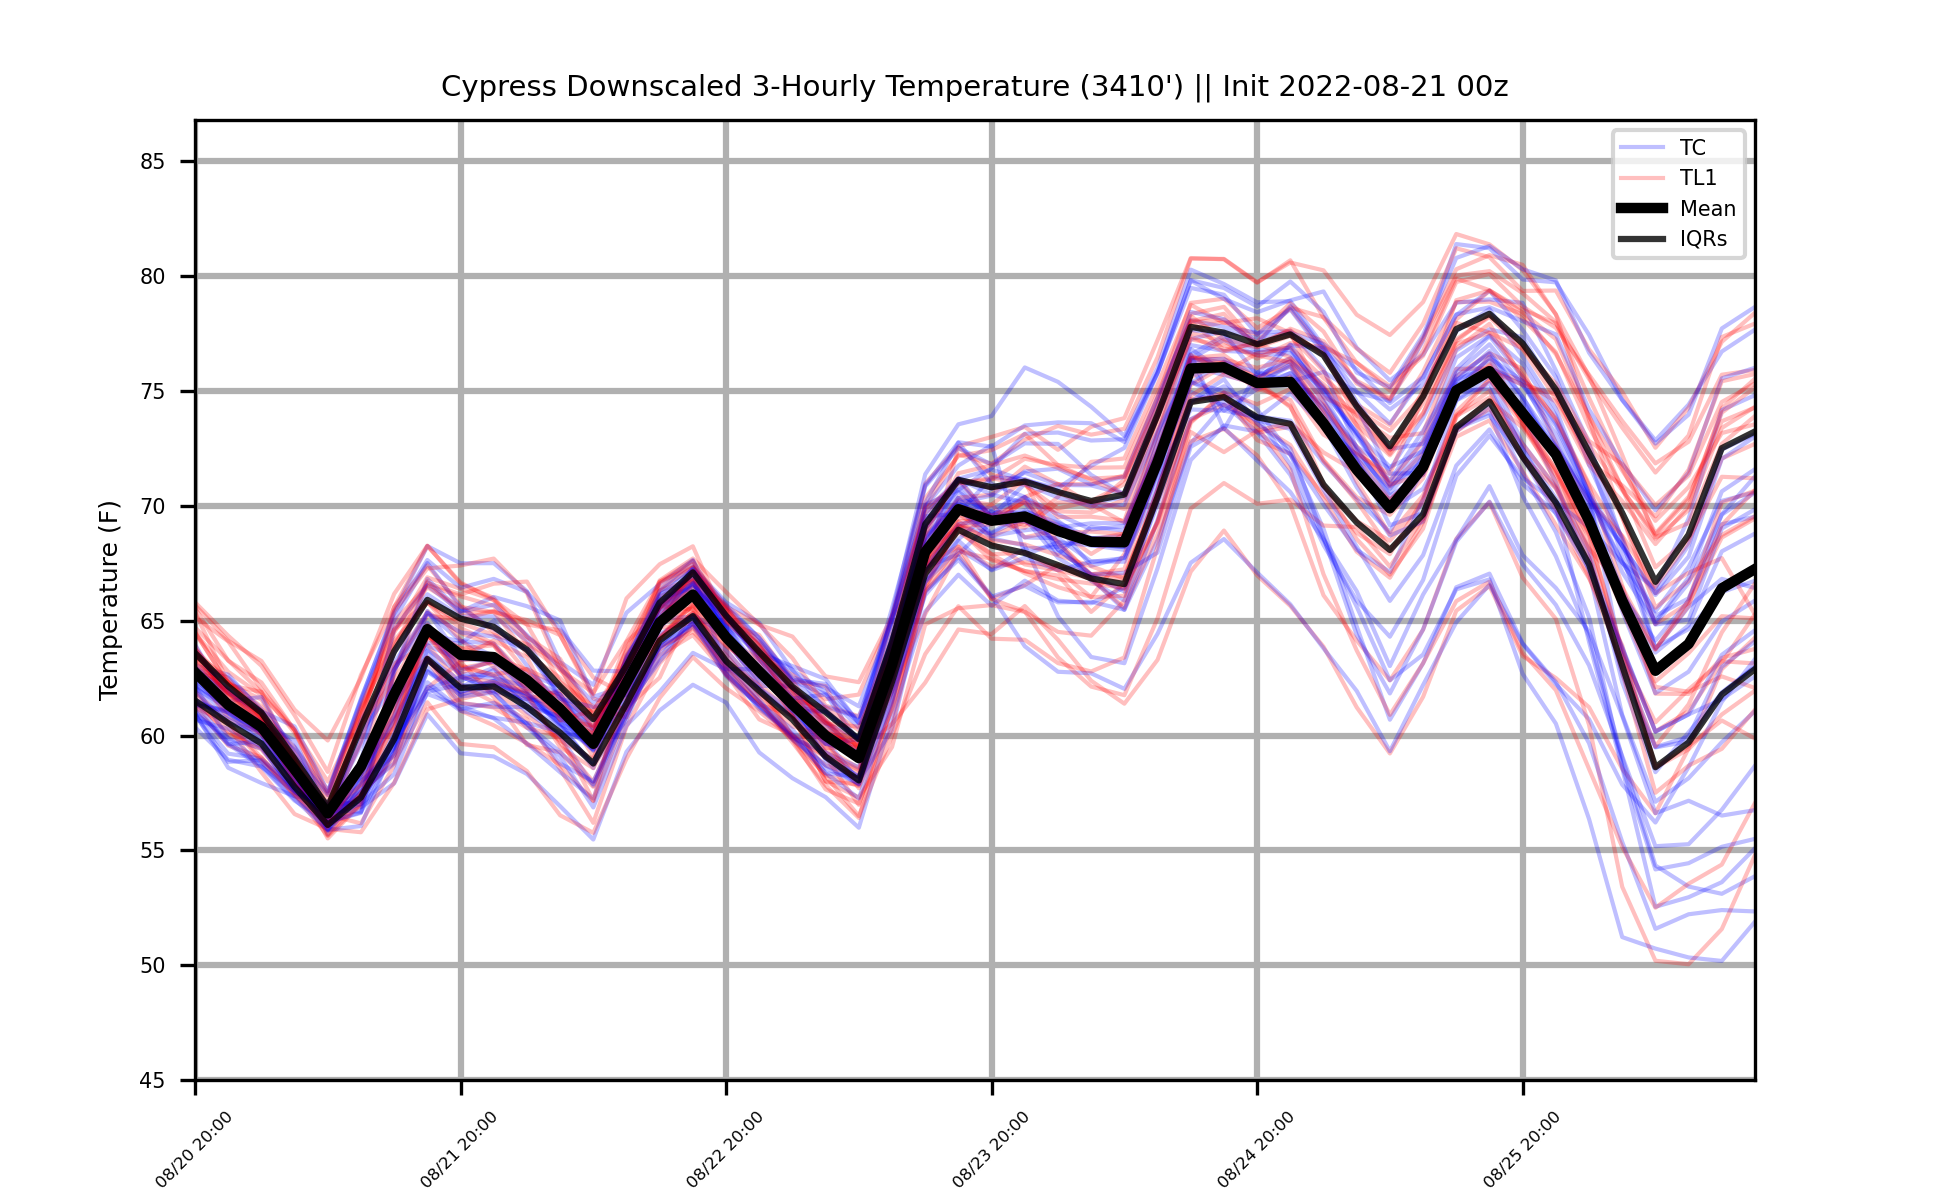 Cypress Downscaled 3-Hourly Temperature (3410') || Init 2022-08-21 00z
TC
TL1
Mean
IQRs
Temperature (F)
85
80
75
70
65
60
55
50
45
08/20 20:00
08/21 20:00
08/22 20:00
08/23 20:00
08/24 20:00
08/25 20:00